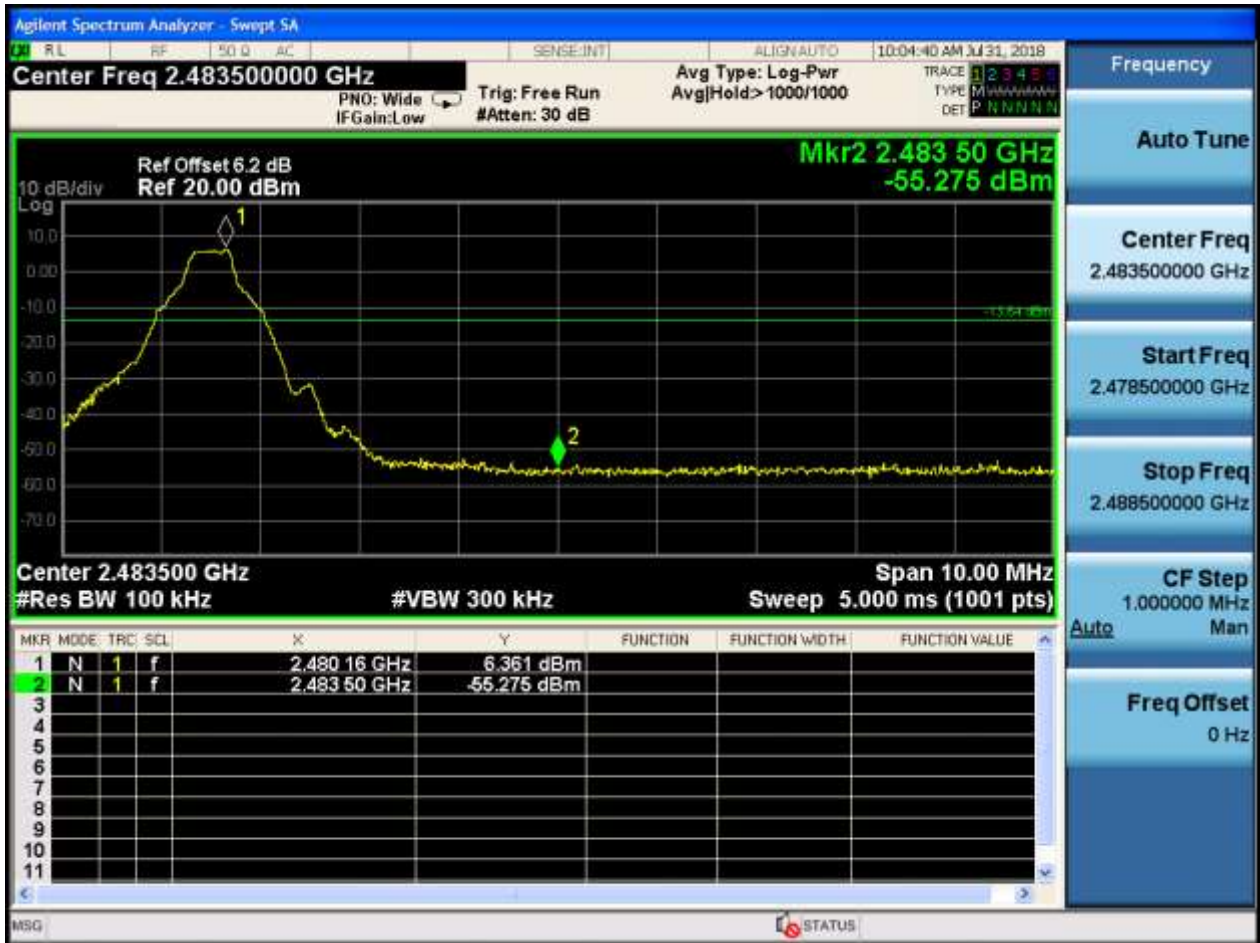 Agilent Spectrum Analyzer - Swept SA
RL RF 50 Ω AC SENSE:INT ALIGNAUTO 10:04:40 AM Jul 31, 2018
Center Freq 2.483500000 GHz
PNO: Wide
IFGain:Low
Trig: Free Run
#Atten: 30 dB
Avg Type: Log-Pwr
Avg|Hold:> 1000/1000
TRACE 1 2 3 4 5 6
TYPE M
DET P N N N N N
Ref Offset 6.2 dB
10 dB/div Ref 20.00 dBm
Log
Mkr2 2.483 50 GHz
-55.275 dBm
10.0
0.00
-10.0
-20.0
-30.0
-40.0
-50.0
-60.0
-70.0
1
-13.64 dBm
2
Center 2.483500 GHz Span 10.00 MHz
#Res BW 100 kHz #VBW 300 kHz Sweep 5.000 ms (1001 pts)
MKR MODE TRC SCL X Y FUNCTION FUNCTION WIDTH FUNCTION VALUE
1 N 1 f 2.480 16 GHz 6.361 dBm
2 N 1 f 2.483 50 GHz -55.275 dBm
3
4
5
6
7
8
9
10
11
MSG STATUS
Frequency
Auto Tune
Center Freq
2.483500000 GHz
Start Freq
2.478500000 GHz
Stop Freq
2.488500000 GHz
CF Step
1.000000 MHz
Auto Man
Freq Offset
0 Hz